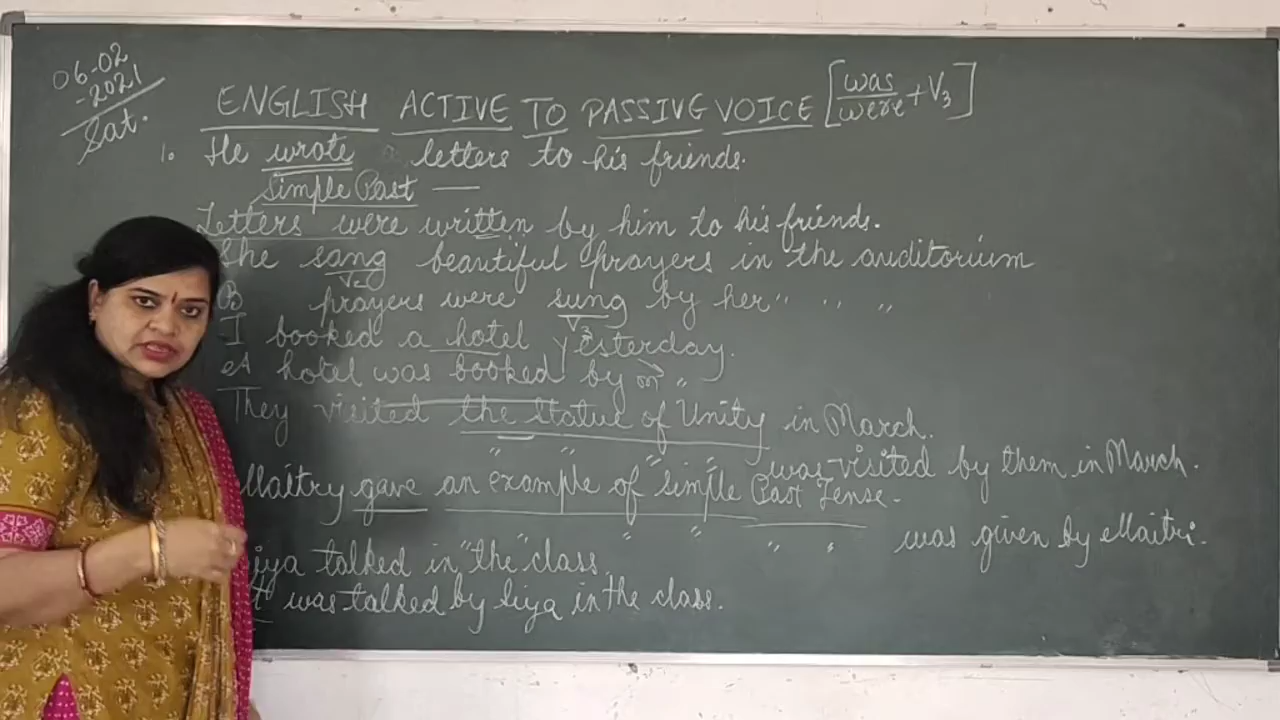 06-02
-2021
Sat.
ENGLISH ACTIVE TO PASSIVE VOICE [was/were + V3]
1. He wrote letters to his friends.
Simple Past —
Letters were written by him to his friends.
She sang beautiful prayers in the auditorium
V2
B prayers were sung by her " " "
V3
I booked a hotel Yesterday.
A hotel was booked by m "
They visited the Statue of Unity in March.
" " " " was visited by them in March.
Maitry gave an example of simple Past Tense.
" " " " was given by Maitri.
iya talked in "the" class.
It was talked by liya in the class.